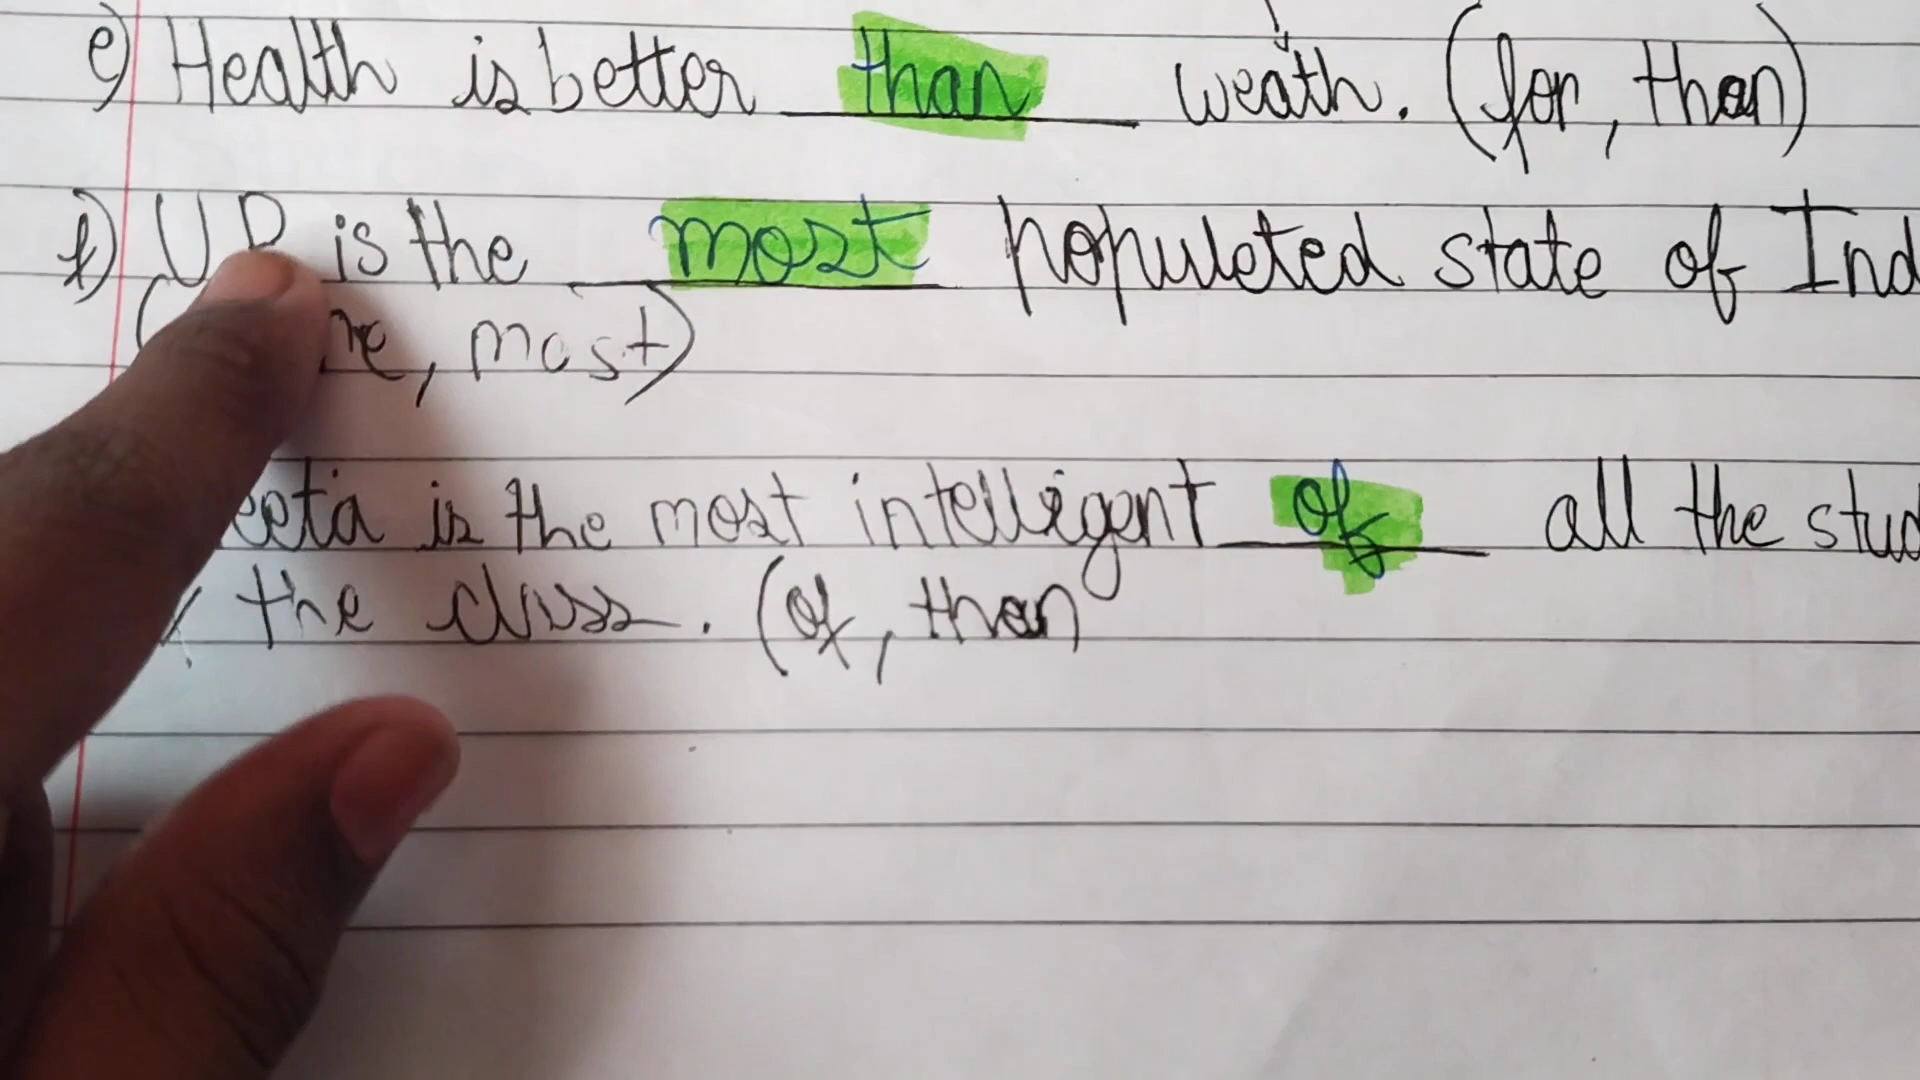 e) Health is better than weath. (for, than)
f) UP is the most populeted state of Ind
, most)
is the most intelligent of all the stud
the class. (of, than